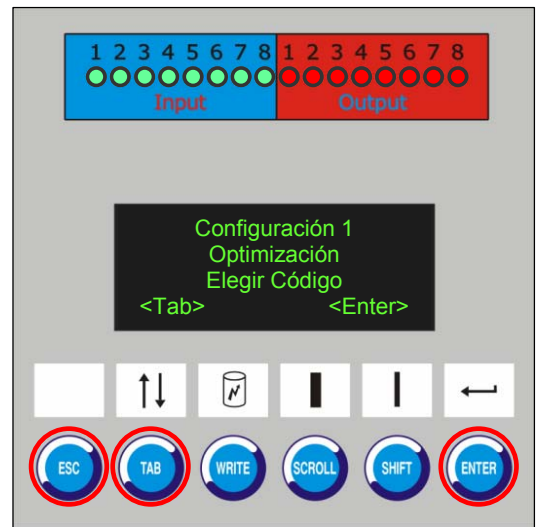 1 2 3 4 5 6 7 8 1 2 3 4 5 6 7 8
Input Output
Configuración 1
Optimización
Elegir Código
<Tab> <Enter>
ESC TAB WRITE SCROLL SHIFT ENTER